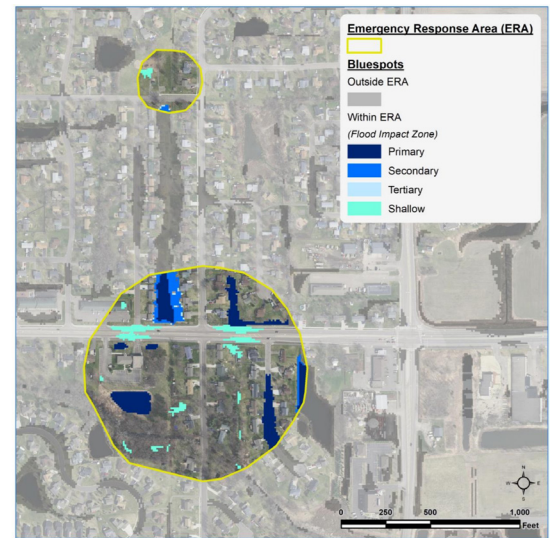 Emergency Response Area (ERA)
Bluespots
Outside ERA
Within ERA
(Flood Impact Zone)
Primary
Secondary
Tertiary
Shallow
N
W E
S
0 250 500 1,000
Feet